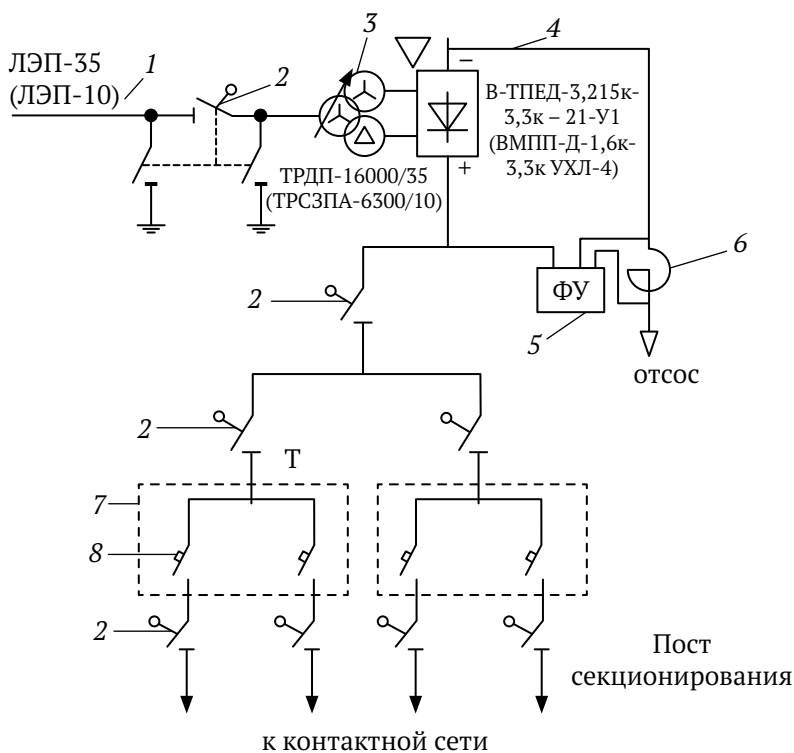 ЛЭП-35
(ЛЭП-10)
1
2
3
4
−
В-ТПЕД-3,215к-
3,3к – 21-У1
(ВМПП-Д-1,6к-
3,3к УХЛ-4)
+
ТРДП-16000/35
(ТРСЗПА-6300/10)
6
ФУ
5
2
отсос
2
Т
7
8
2
Пост
секционирования
к контактной сети